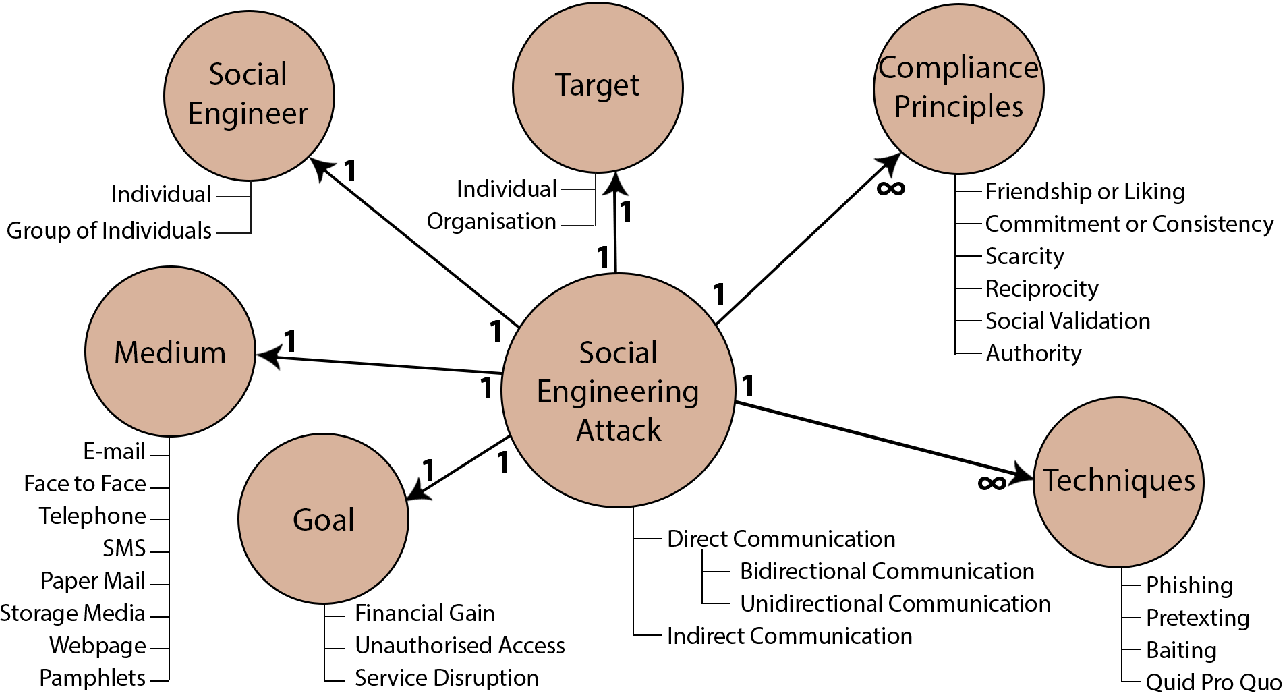 Social
Engineer
1
Individual
Group of Individuals
Target
1
Individual
Organisation
1
Compliance
Principles
∞
Friendship or Liking
Commitment or Consistency
Scarcity
Reciprocity
Social Validation
Authority
1
1
Medium
1
1
E-mail
Face to Face
Telephone
SMS
Paper Mail
Storage Media
Webpage
Pamphlets
Social
Engineering
Attack
Direct Communication
Bidirectional Communication
Unidirectional Communication
Indirect Communication
Goal
1
1
Financial Gain
Unauthorised Access
Service Disruption
1
∞
Techniques
Phishing
Pretexting
Baiting
Quid Pro Quo